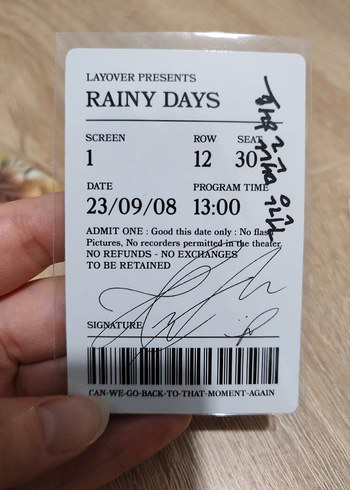 LAYOVER PRESENTS
RAINY DAYS
SCREEN ROW SEAT
1 12 30
DATE PROGRAM TIME
23/09/08 13:00
ADMIT ONE : Good this date only : No flash
Pictures, No recorders permitted in the theater
NO REFUNDS - NO EXCHANGES
TO BE RETAINED
SIGNATURE
CAN-WE-GO-BACK-TO-THAT-MOMENT-AGAIN